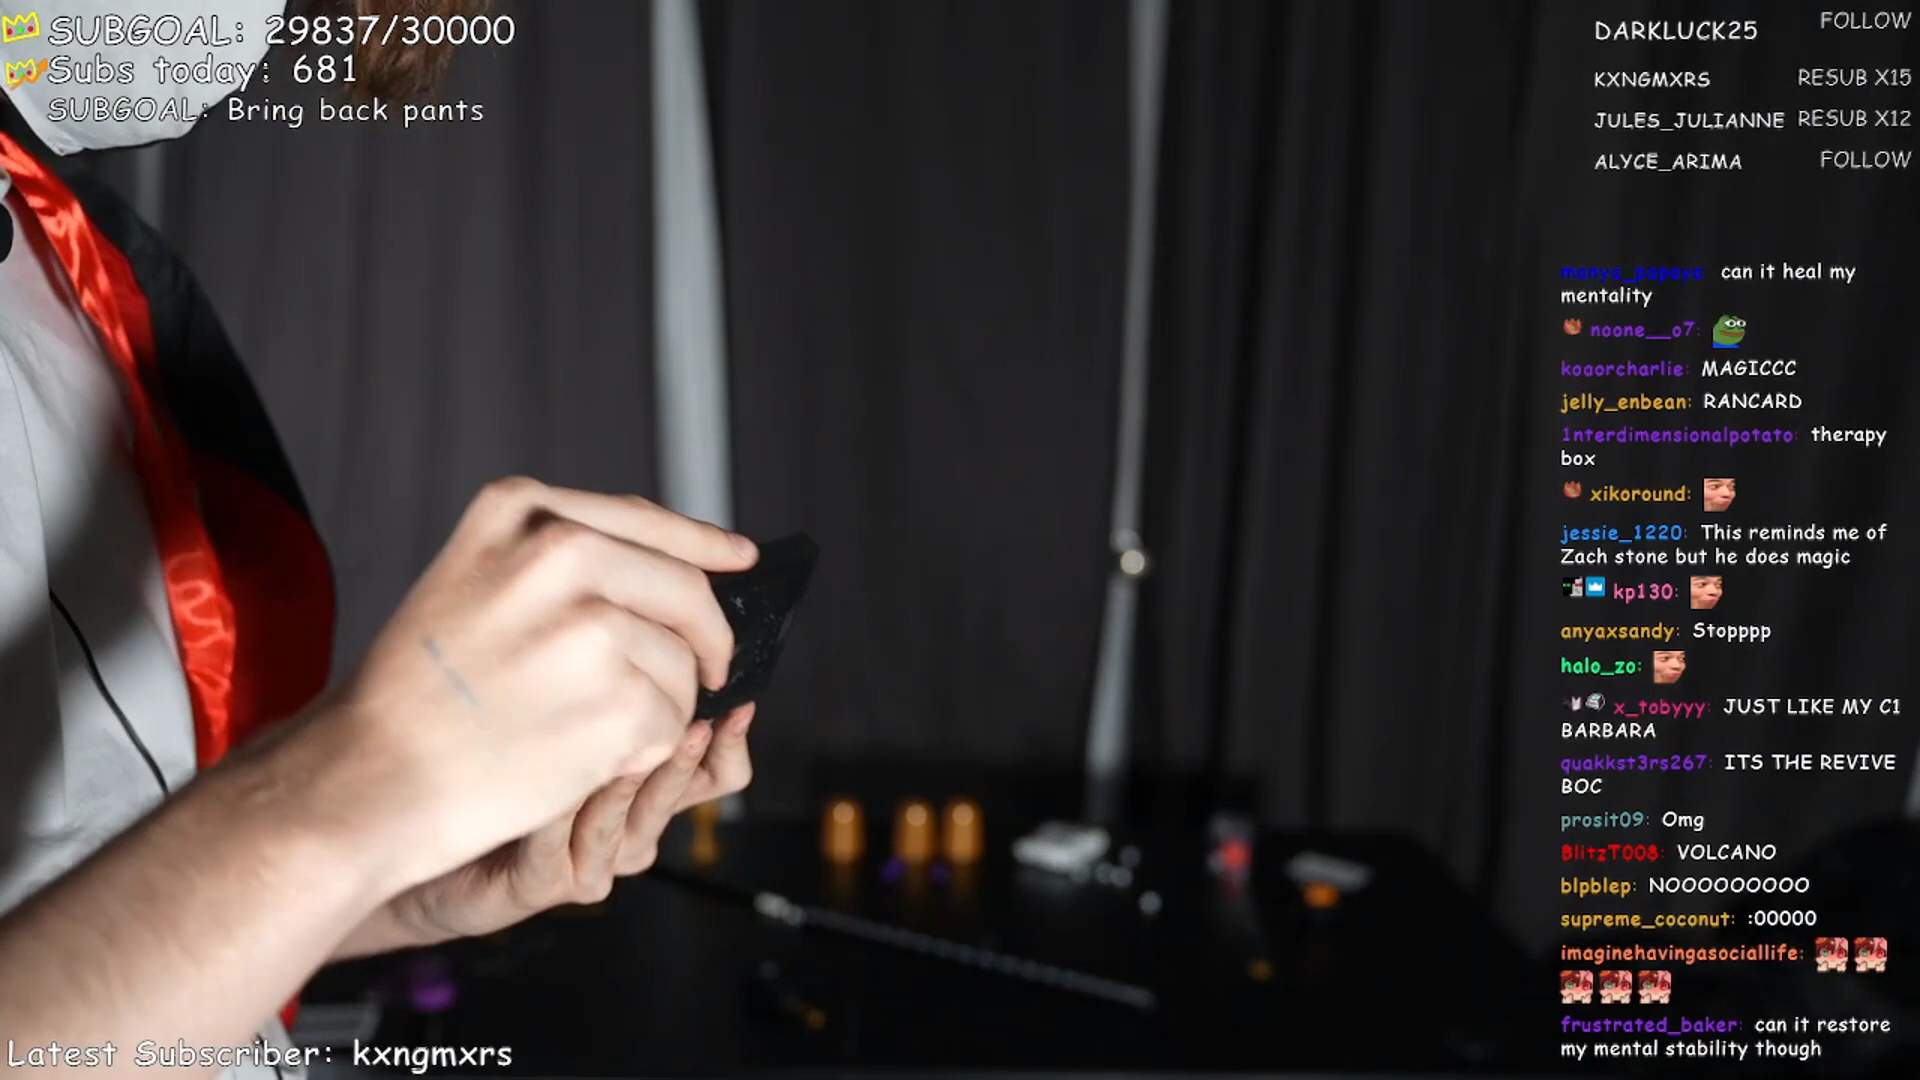 SUBGOAL: 29837/30000
Subs today: 681
SUBGOAL: Bring back pants
DARKLUCK25 FOLLOW
KXNGMXRS RESUB X15
JULES_JULIANNE RESUB X12
ALYCE_ARIMA FOLLOW
can it heal my
mentality
noone__o7:
koaorcharlie: MAGICCC
jelly_enbean: RANCARD
1nterdimensionalpotato: therapy
box
xikoround:
jessie_1220: This reminds me of
Zach stone but he does magic
kp130:
anyaxsandy: Stopppp
halo_zo:
x_tobyyy: JUST LIKE MY C1
BARBARA
quakkst3rs267: ITS THE REVIVE
BOC
prosit09: Omg
BlitzT008: VOLCANO
blpblep: NOOOOOOOOO
supreme_coconut: :00000
imaginehavingasociallife:
frustrated_baker: can it restore
my mental stability though
Latest Subscriber: kxngmxrs